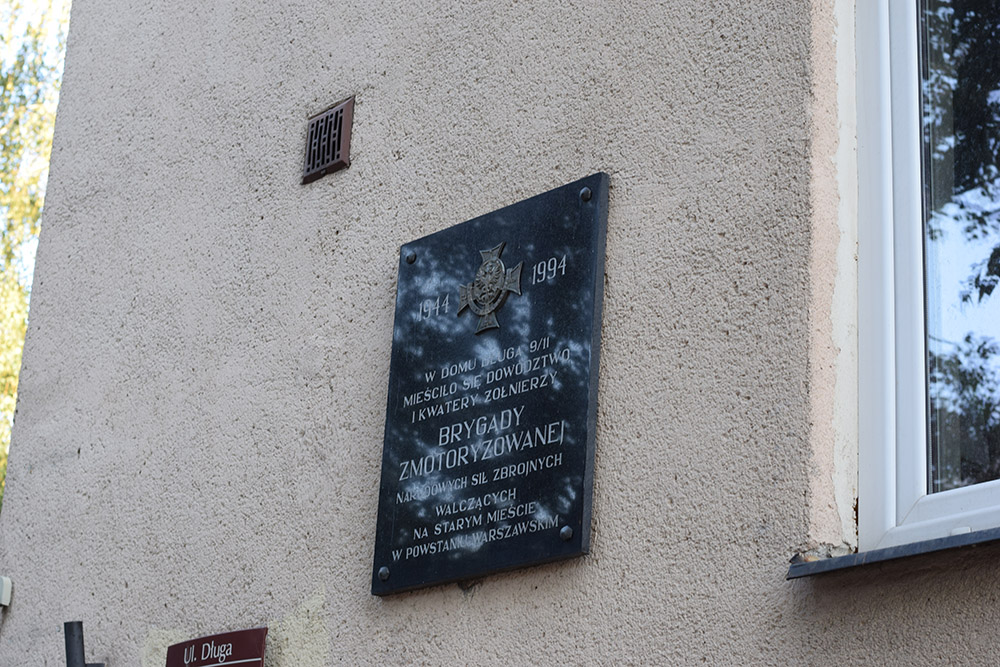 1944 1994
W DOMU DŁUGA 9/11
MIEŚCIŁO SIĘ DOWÓDZTWO
I KWATERY ŻOŁNIERZY
BRYGADY
ZMOTORYZOWANEJ
NARODOWYCH SIŁ ZBROJNYCH
WALCZĄCYCH
NA STARYM MIEŚCIE
W POWSTANIU WARSZAWSKIM
Ul. Długa